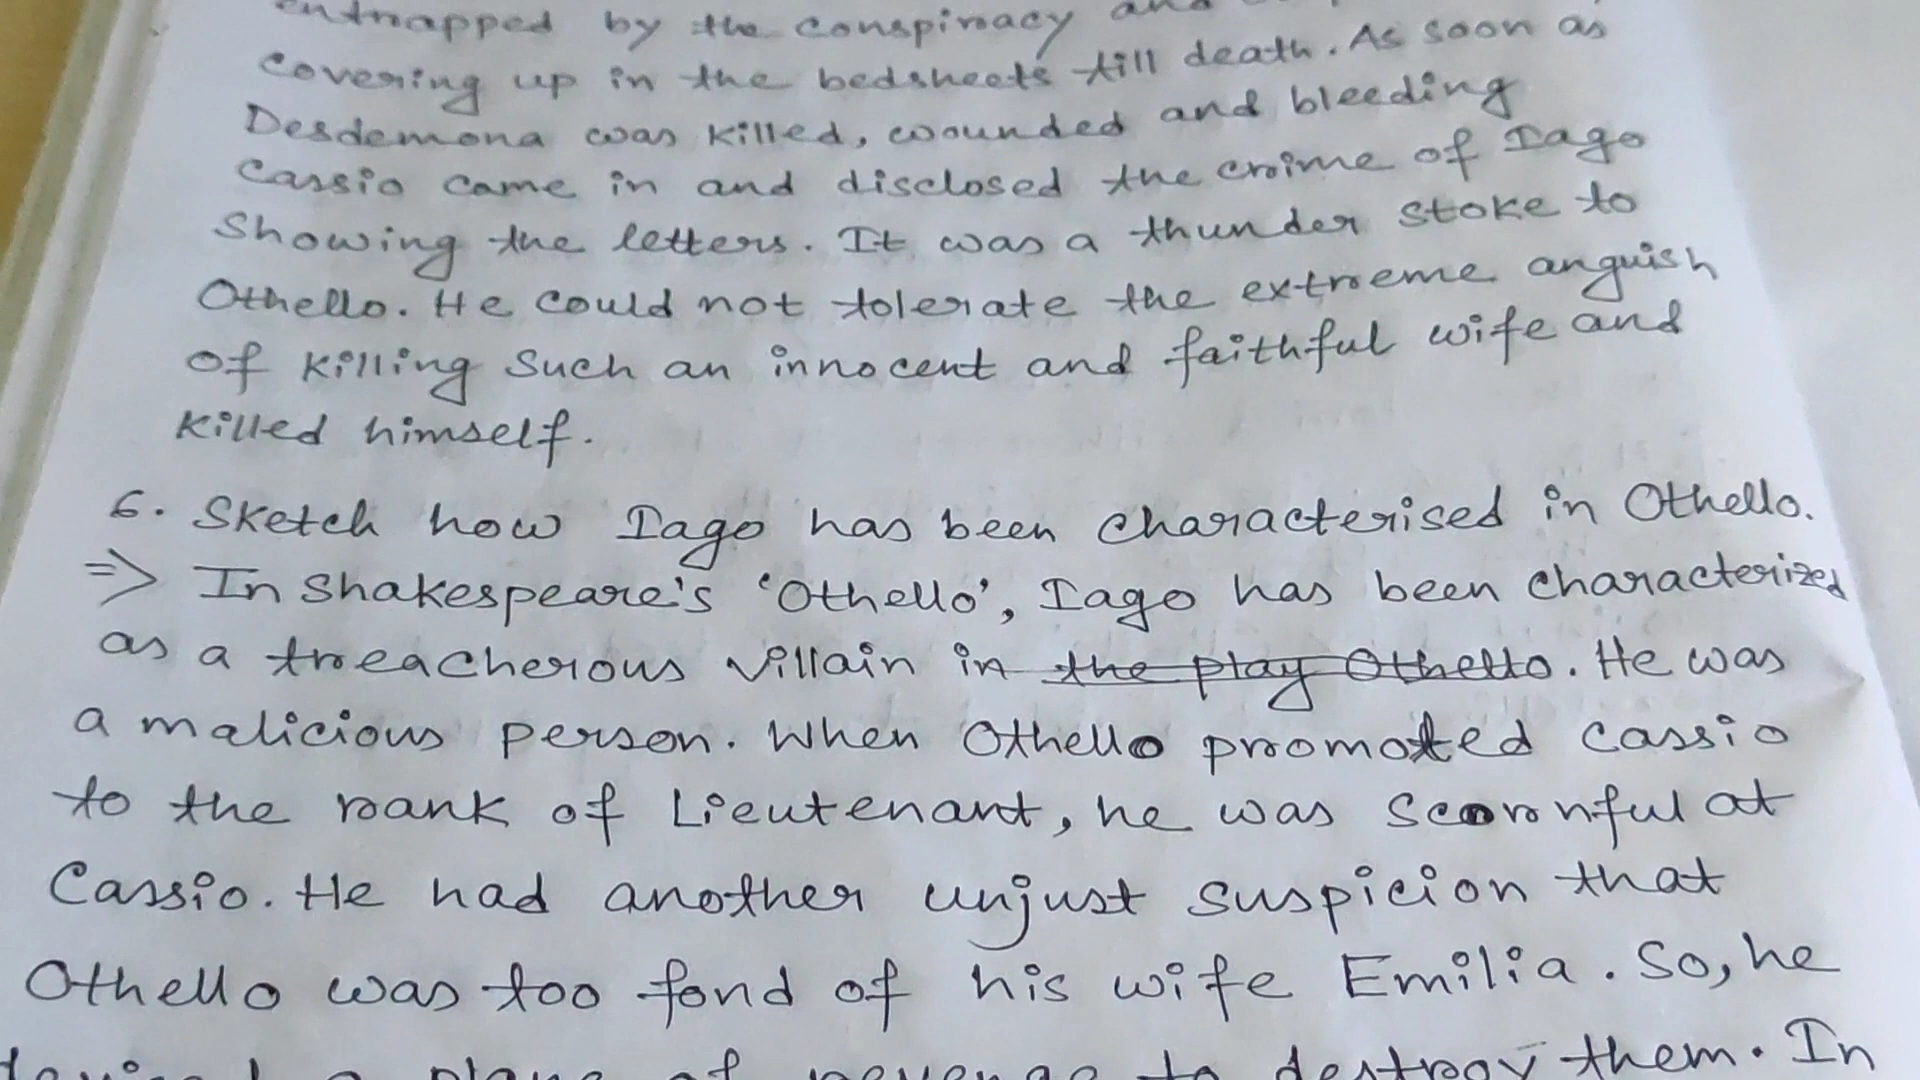 entrapped by the conspiracy and
covering up in the bedsheets till death. As soon as
Desdemona was killed, wounded and bleeding
Cassio came in and disclosed the crime of Iago
Showing the letters. It was a thunder stoke to
Othello. He could not tolerate the extreme anguish
of killing such an innocent and faithful wife and
killed himself.
6. Sketch how Iago has been characterised in Othello.
=> In Shakespeare's 'Othello', Iago has been characterized
as a treacherous villain in the play Othello. He was
a malicious person. When Othello promoted Cassio
to the rank of Lieutenant, he was scornful at
Cassio. He had another unjust suspicion that
Othello was too fond of his wife Emilia. So, he
of revenge to destroy them. In